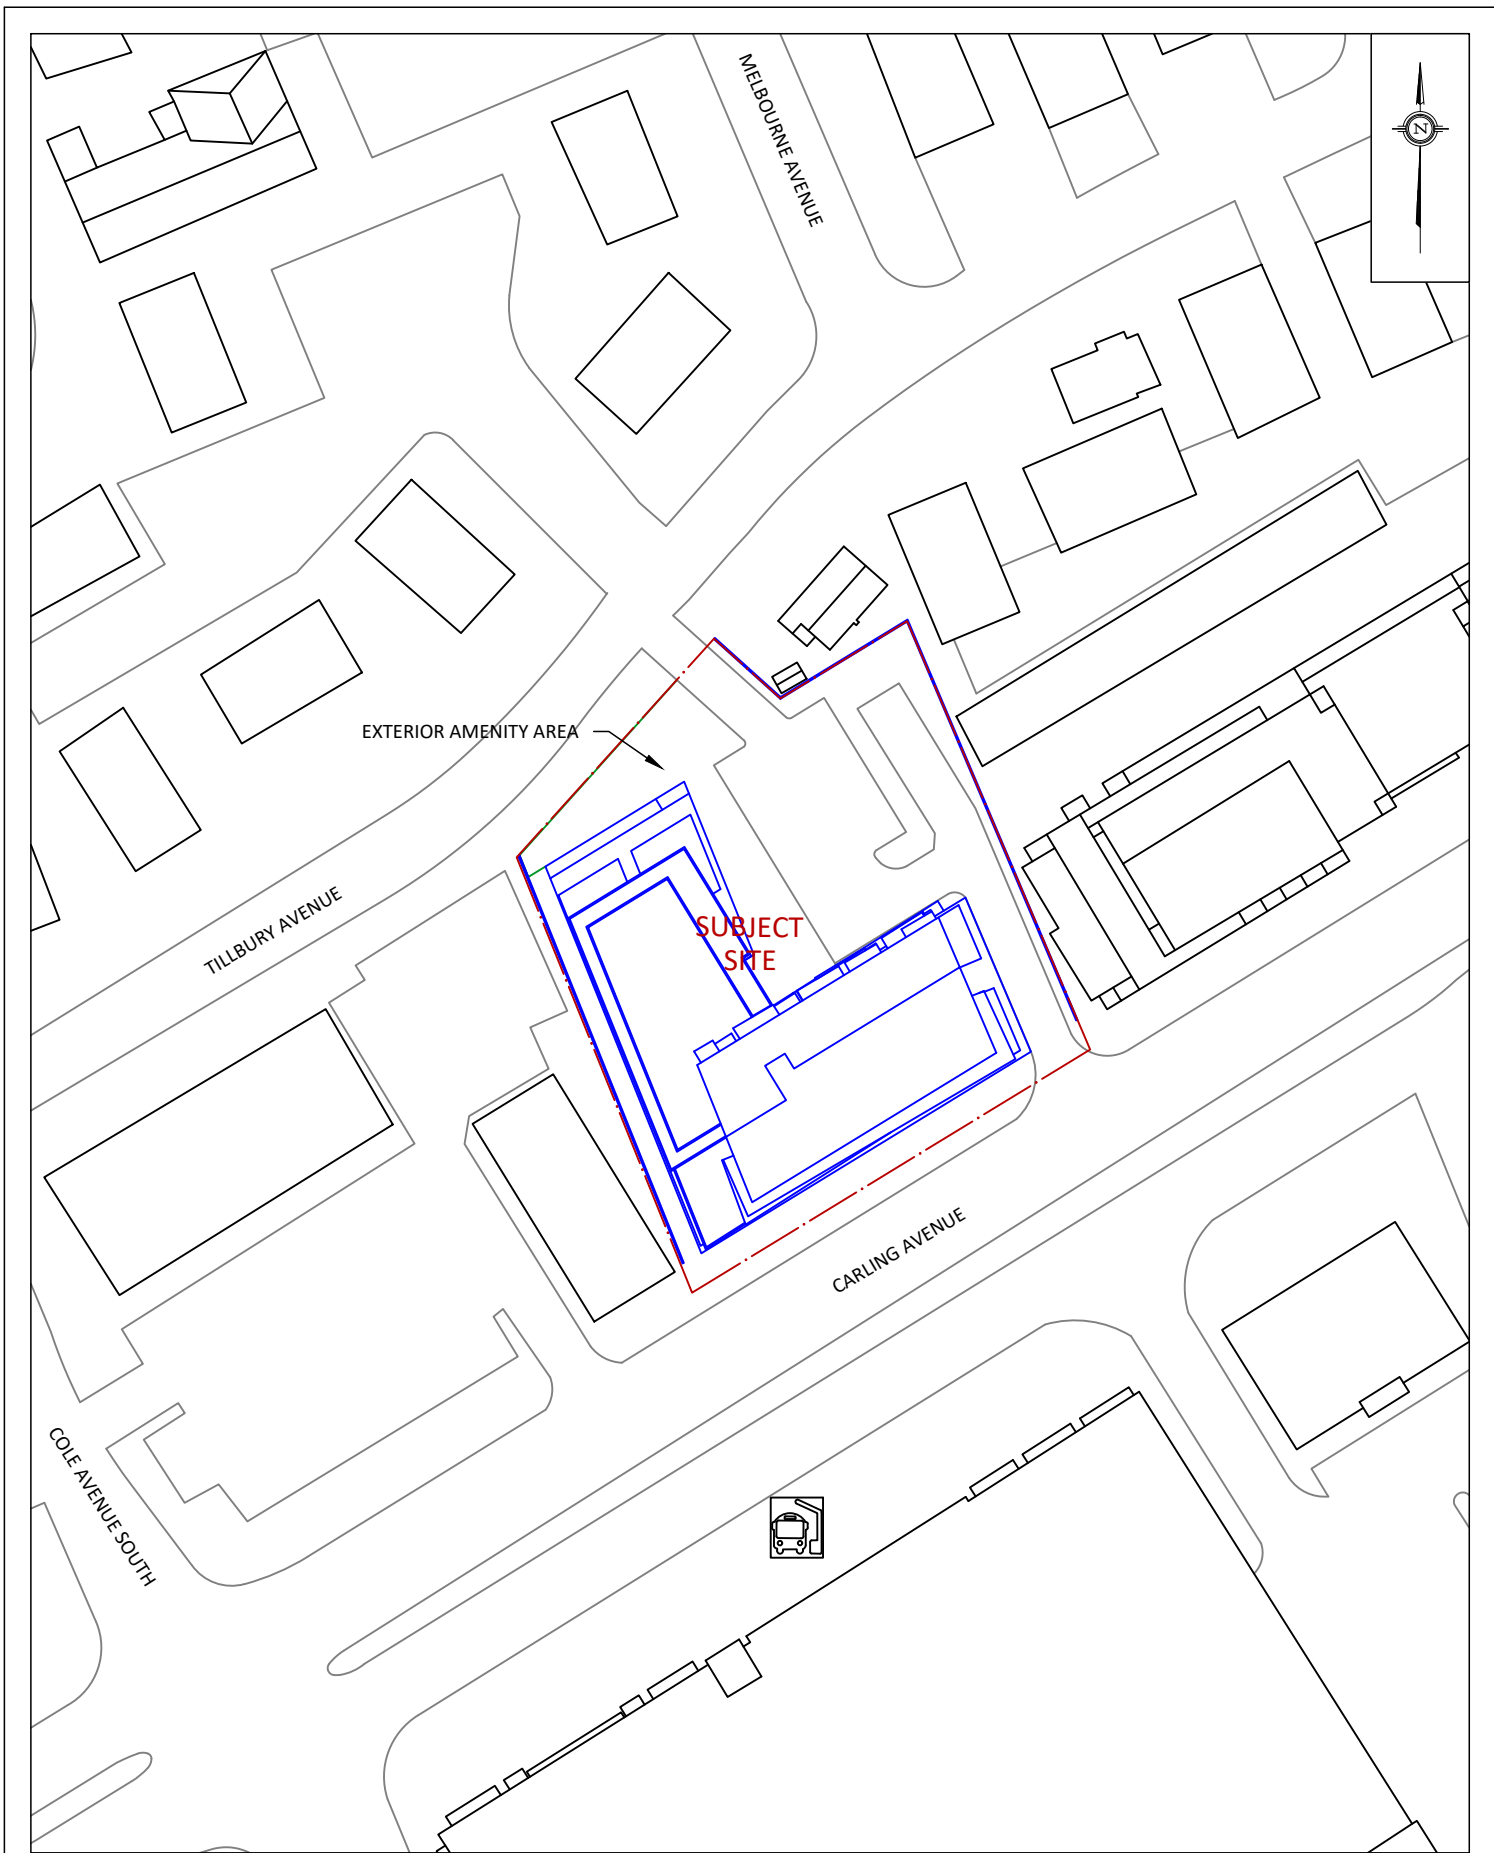 MELBOURNE AVENUE
N
EXTERIOR AMENITY AREA
TILLBURY AVENUE
SUBJECT
SITE
CARLING AVENUE
COLE AVENUE SOUTH